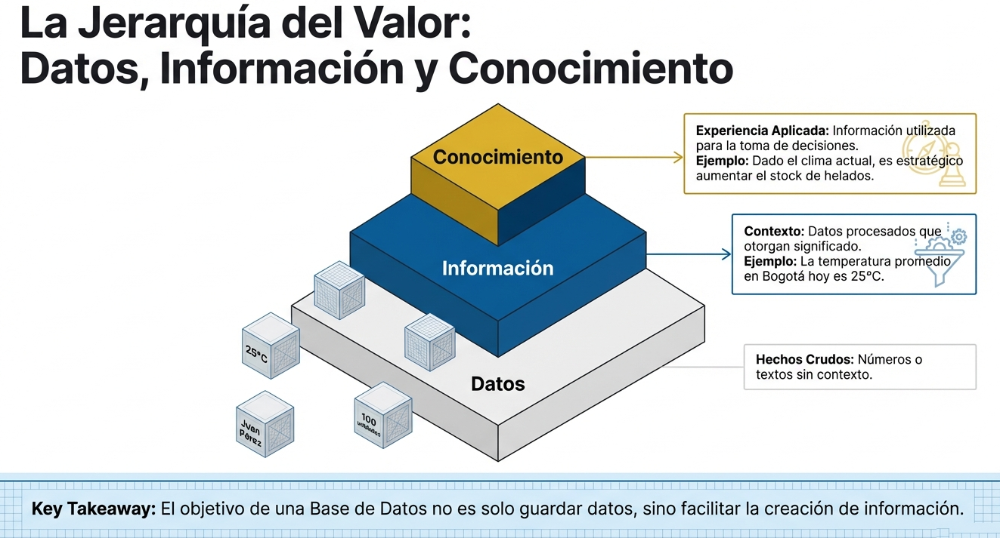 La Jerarquía del Valor:
Datos, Información y Conocimiento
Conocimiento
Experiencia Aplicada: Información utilizada
para la toma de decisiones.
Ejemplo: Dado el clima actual, es estratégico
aumentar el stock de helados.
Información
Contexto: Datos procesados que
otorgan significado.
Ejemplo: La temperatura promedio
en Bogotá hoy es 25°C.
25°C
Datos
Hechos Crudos: Números o
textos sin contexto.
Jvan
Pérez
100
Key Takeaway: El objetivo de una Base de Datos no es solo guardar datos, sino facilitar la creación de información.